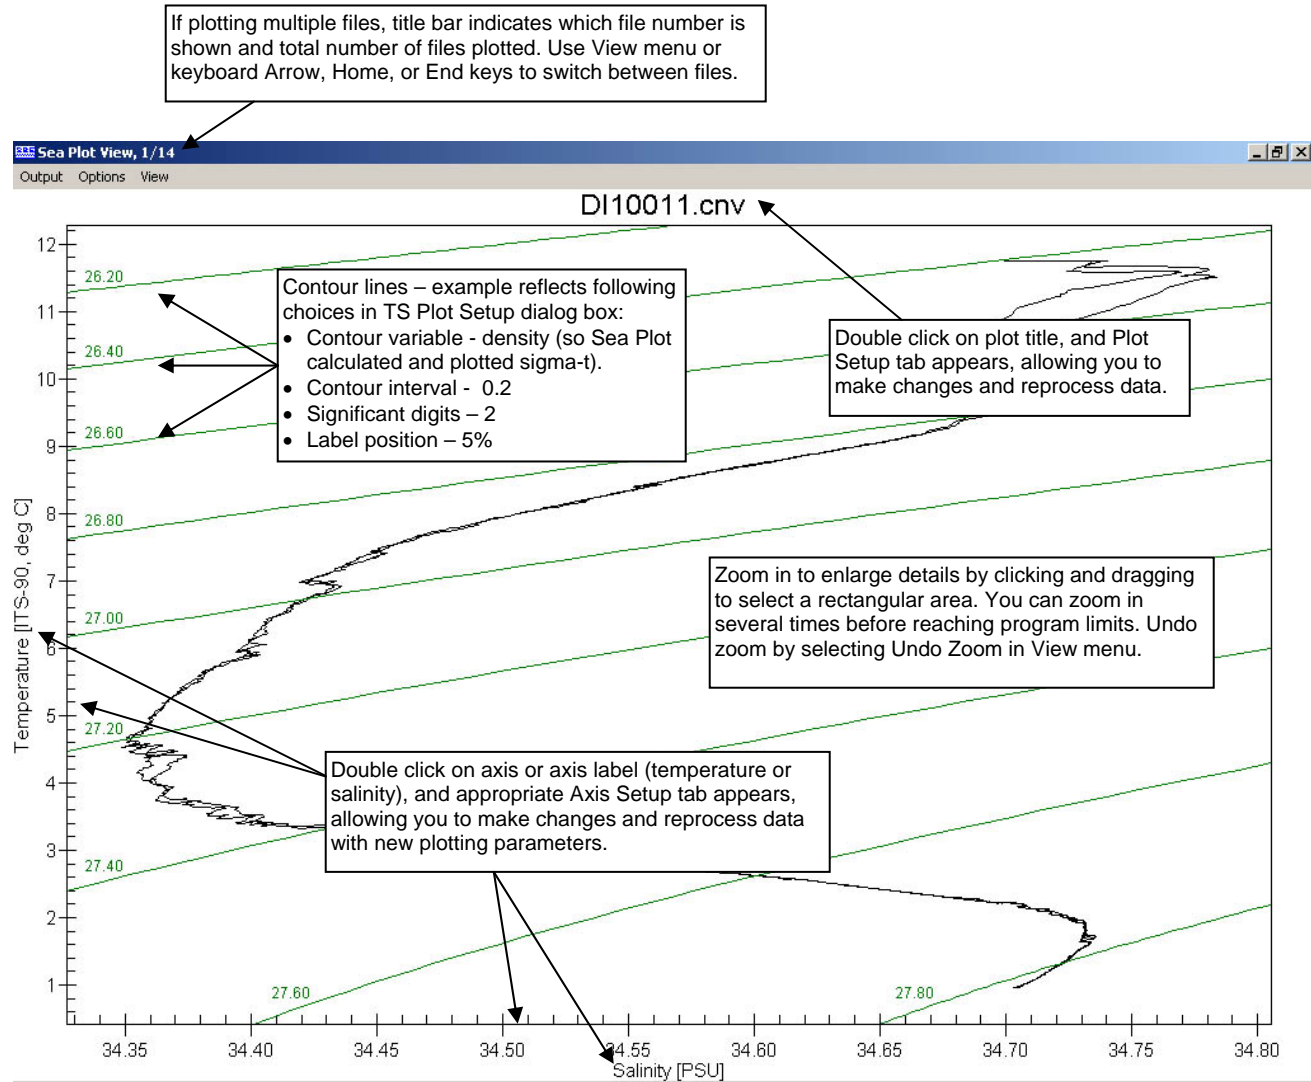 If plotting multiple files, title bar indicates which file number is
shown and total number of files plotted. Use View menu or
keyboard Arrow, Home, or End keys to switch between files.
Sea Plot View, 1/14
Output Options View
DI10011.cnv
12
11
10
9
8
7
6
5
4
3
2
1
Temperature [ITS-90, deg C]
26.20
26.40
26.60
26.80
27.00
27.20
27.40
27.60
27.80
Contour lines – example reflects following
choices in TS Plot Setup dialog box:
• Contour variable - density (so Sea Plot
calculated and plotted sigma-t).
• Contour interval - 0.2
• Significant digits – 2
• Label position – 5%
Double click on plot title, and Plot
Setup tab appears, allowing you to
make changes and reprocess data.
Zoom in to enlarge details by clicking and dragging
to select a rectangular area. You can zoom in
several times before reaching program limits. Undo
zoom by selecting Undo Zoom in View menu.
Double click on axis or axis label (temperature or
salinity), and appropriate Axis Setup tab appears,
allowing you to make changes and reprocess data
with new plotting parameters.
34.35 34.40 34.45 34.50 34.55 34.60 34.65 34.70 34.75 34.80
Salinity [PSU]